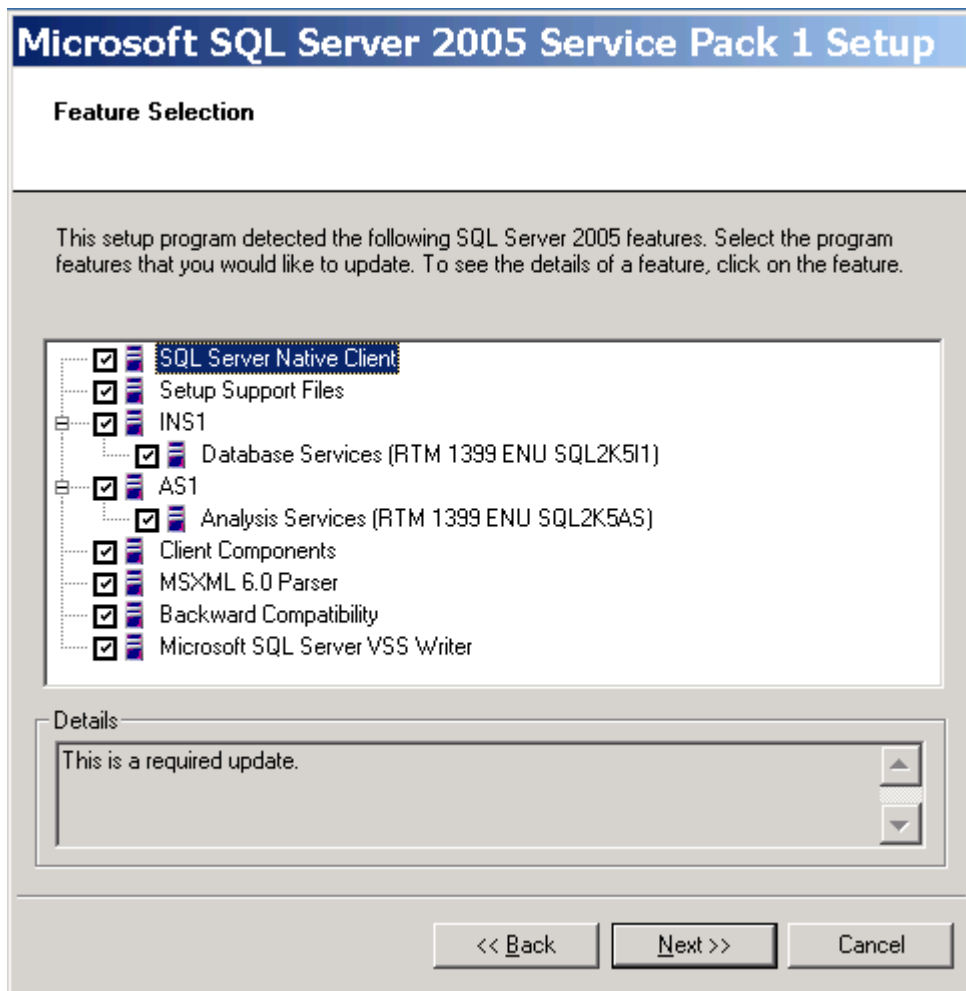 Microsoft SQL Server 2005 Service Pack 1 Setup
Feature Selection
This setup program detected the following SQL Server 2005 features. Select the program
features that you would like to update. To see the details of a feature, click on the feature.
SQL Server Native Client
Setup Support Files
INS1
Database Services (RTM 1399 ENU SQL2K5I1)
AS1
Analysis Services (RTM 1399 ENU SQL2K5AS)
Client Components
MSXML 6.0 Parser
Backward Compatibility
Microsoft SQL Server VSS Writer
Details
This is a required update.
<< Back
Next >>
Cancel